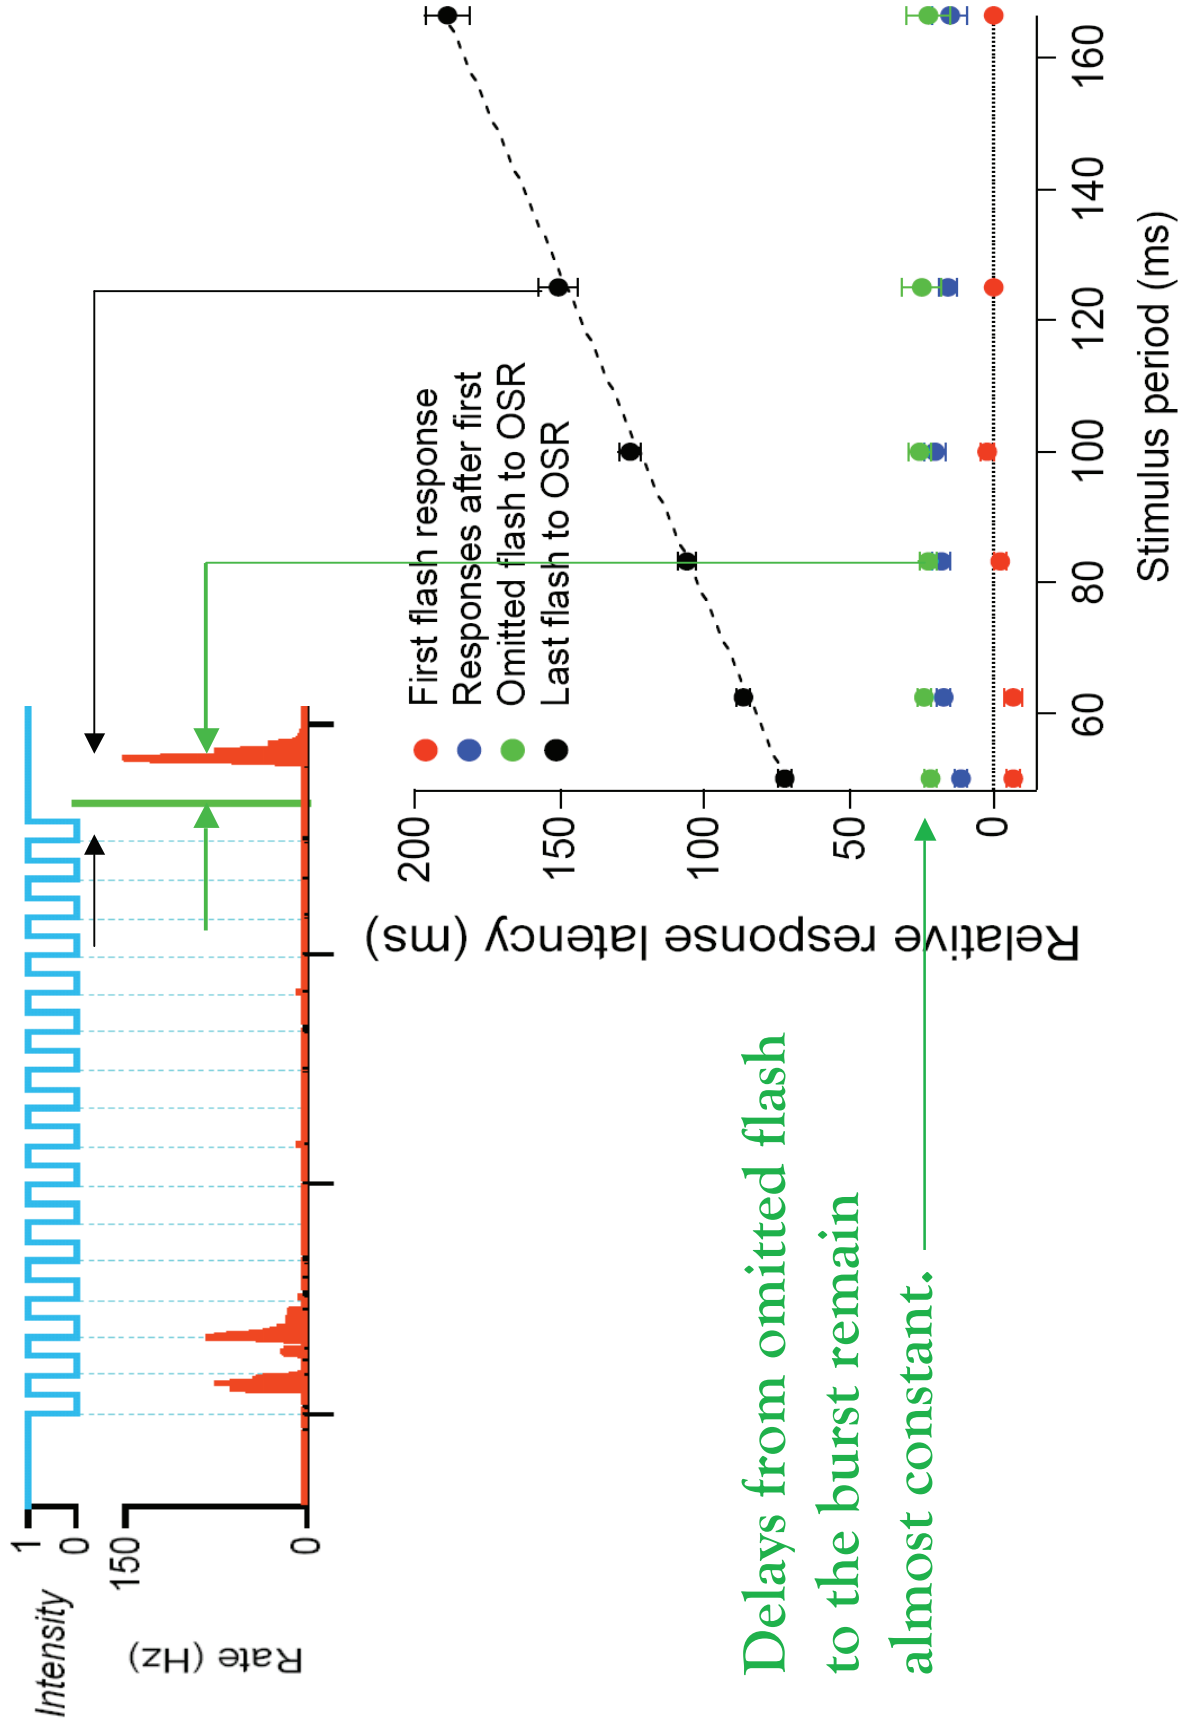 Intensity
1
0
Rate (Hz)
150
0
First flash response
Responses after first
Omitted flash to OSR
Last flash to OSR
Relative response latency (ms)
200
150
100
50
0
60
80
100
120
140
160
Stimulus period (ms)
Delays from omitted flash
to the burst remain
almost constant.